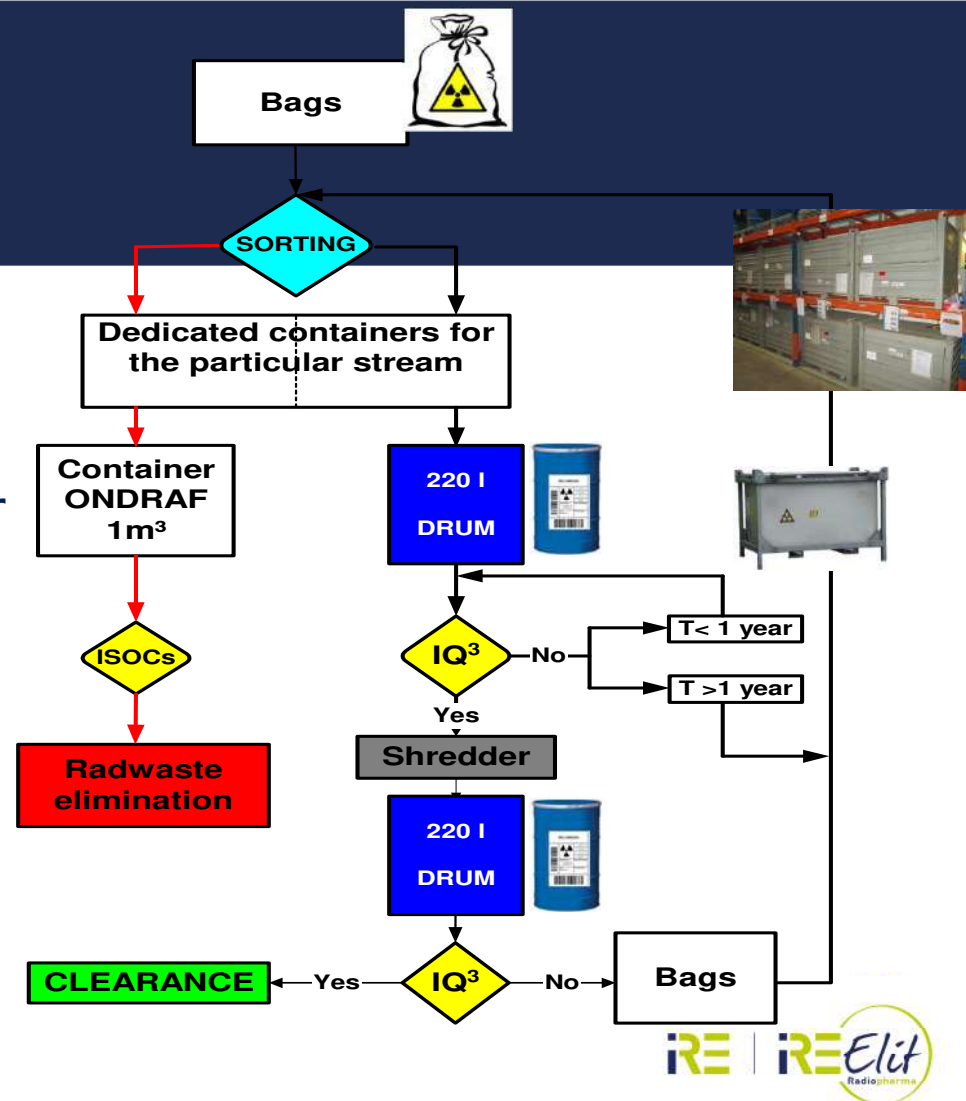 Bags
SORTING
Dedicated containers for
the particular stream
Container
ONDRAF
1m³
220 l
DRUM
ISOCs
IQ³
No
T< 1 year
T >1 year
Yes
Shredder
Radwaste
elimination
220 l
DRUM
CLEARANCE
Yes
IQ³
No
Bags
iRE | iRE Elit
Radiopharma